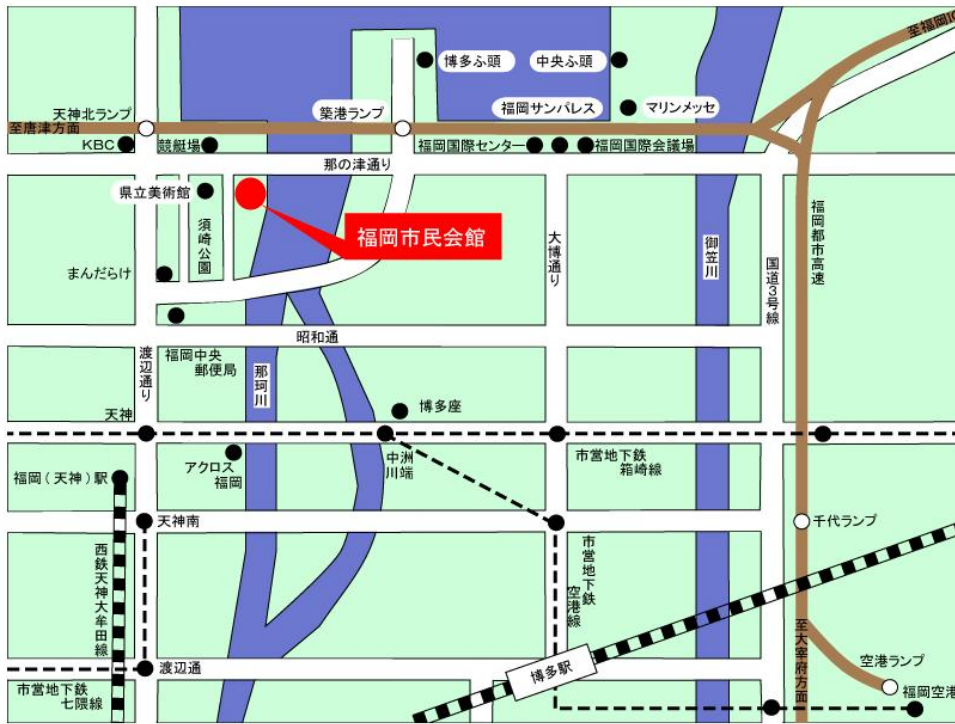 至福岡IC
博多ふ頭
中央ふ頭
天神北ランプ
築港ランプ
福岡サンパレス
マリンメッセ
至唐津方面
KBC
競艇場
福岡国際センター
福岡国際会議場
那の津通り
県立美術館
須崎公園
福岡市民会館
大博通り
御笠川
国道3号線
福岡都市高速
まんだらけ
昭和通
渡辺通り
福岡中央
郵便局
那珂川
天神
博多座
アクロス
福岡
中洲
川端
市営地下鉄
箱崎線
福岡(天神)駅
天神南
千代ランプ
市営地下鉄
空港線
西鉄天神大牟田線
至大宰府方面
渡辺通
博多駅
空港ランプ
福岡空港
市営地下鉄
七隈線